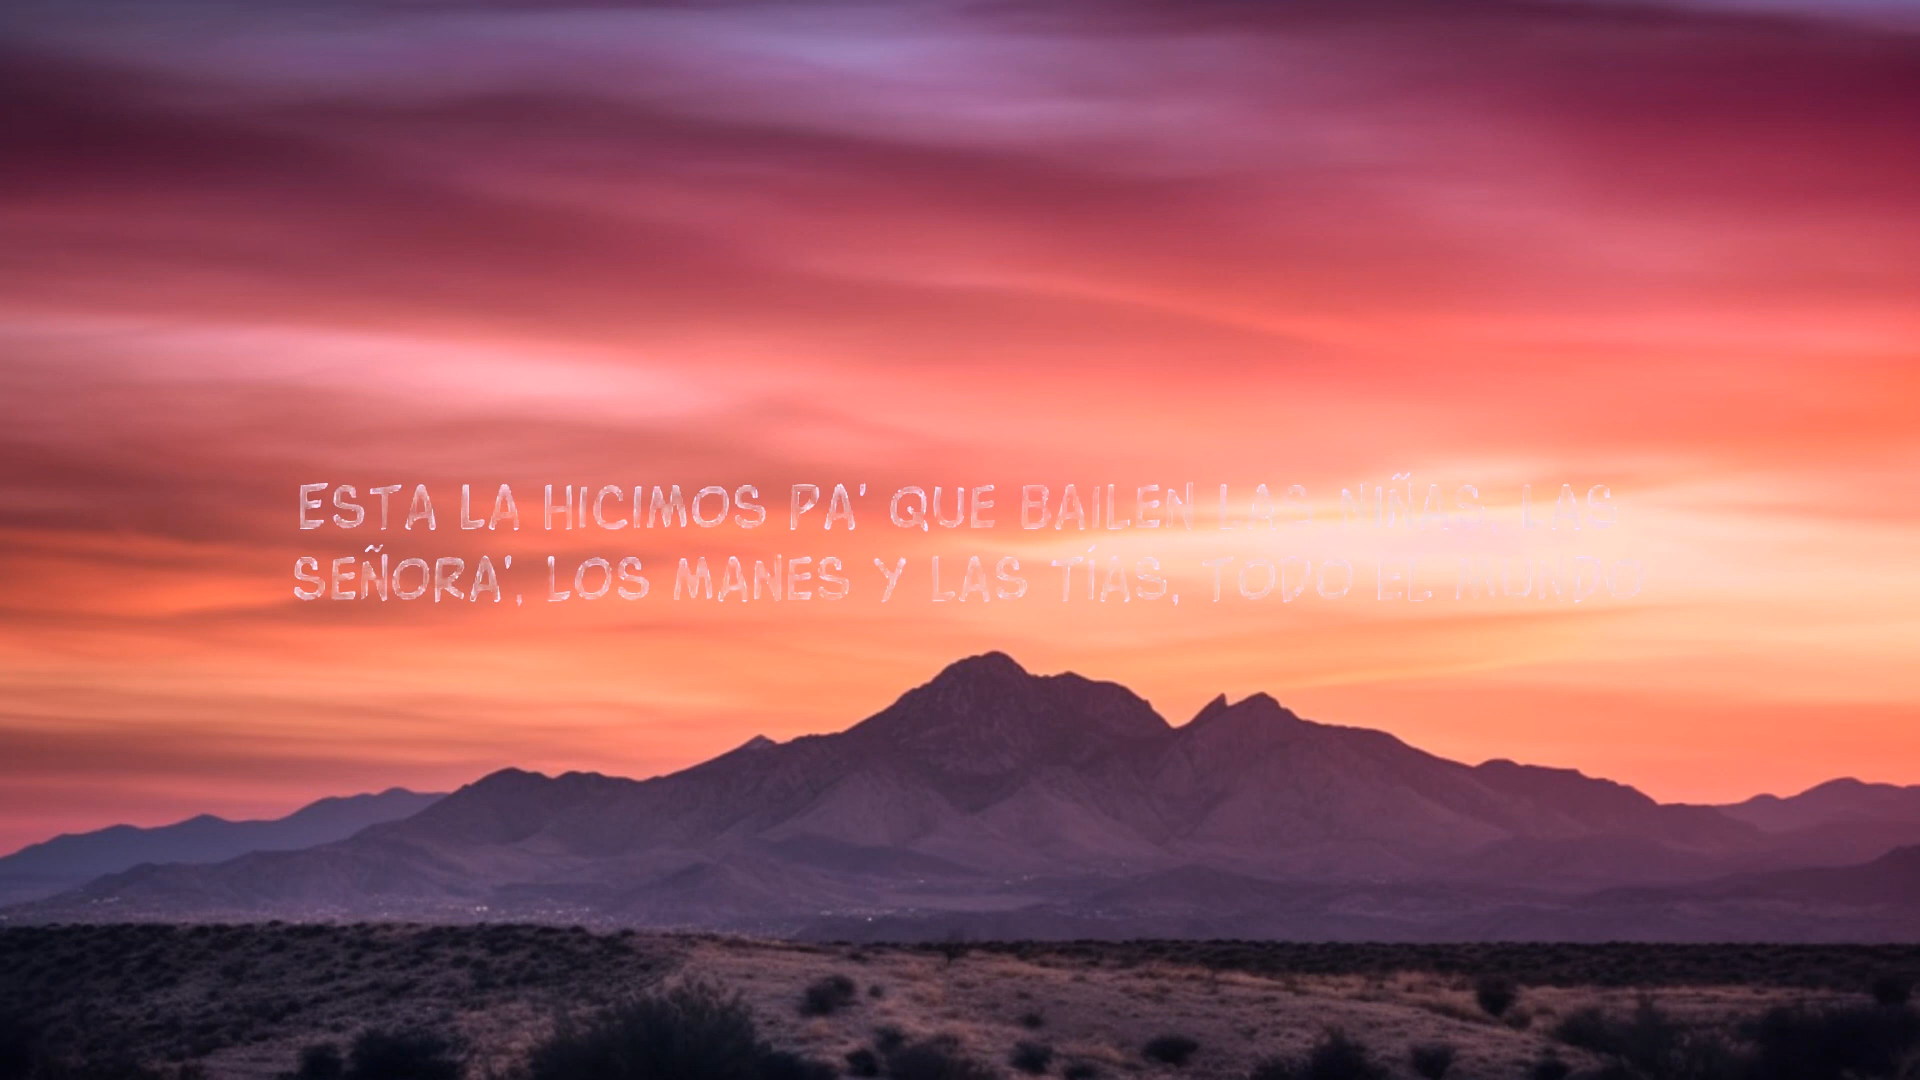 ESTA LA HICIMOS PA' QUE BAILEN LAS NIÑAS, LAS
SEÑORA', LOS MANES Y LAS TÍAS, TODO EL MUNDO